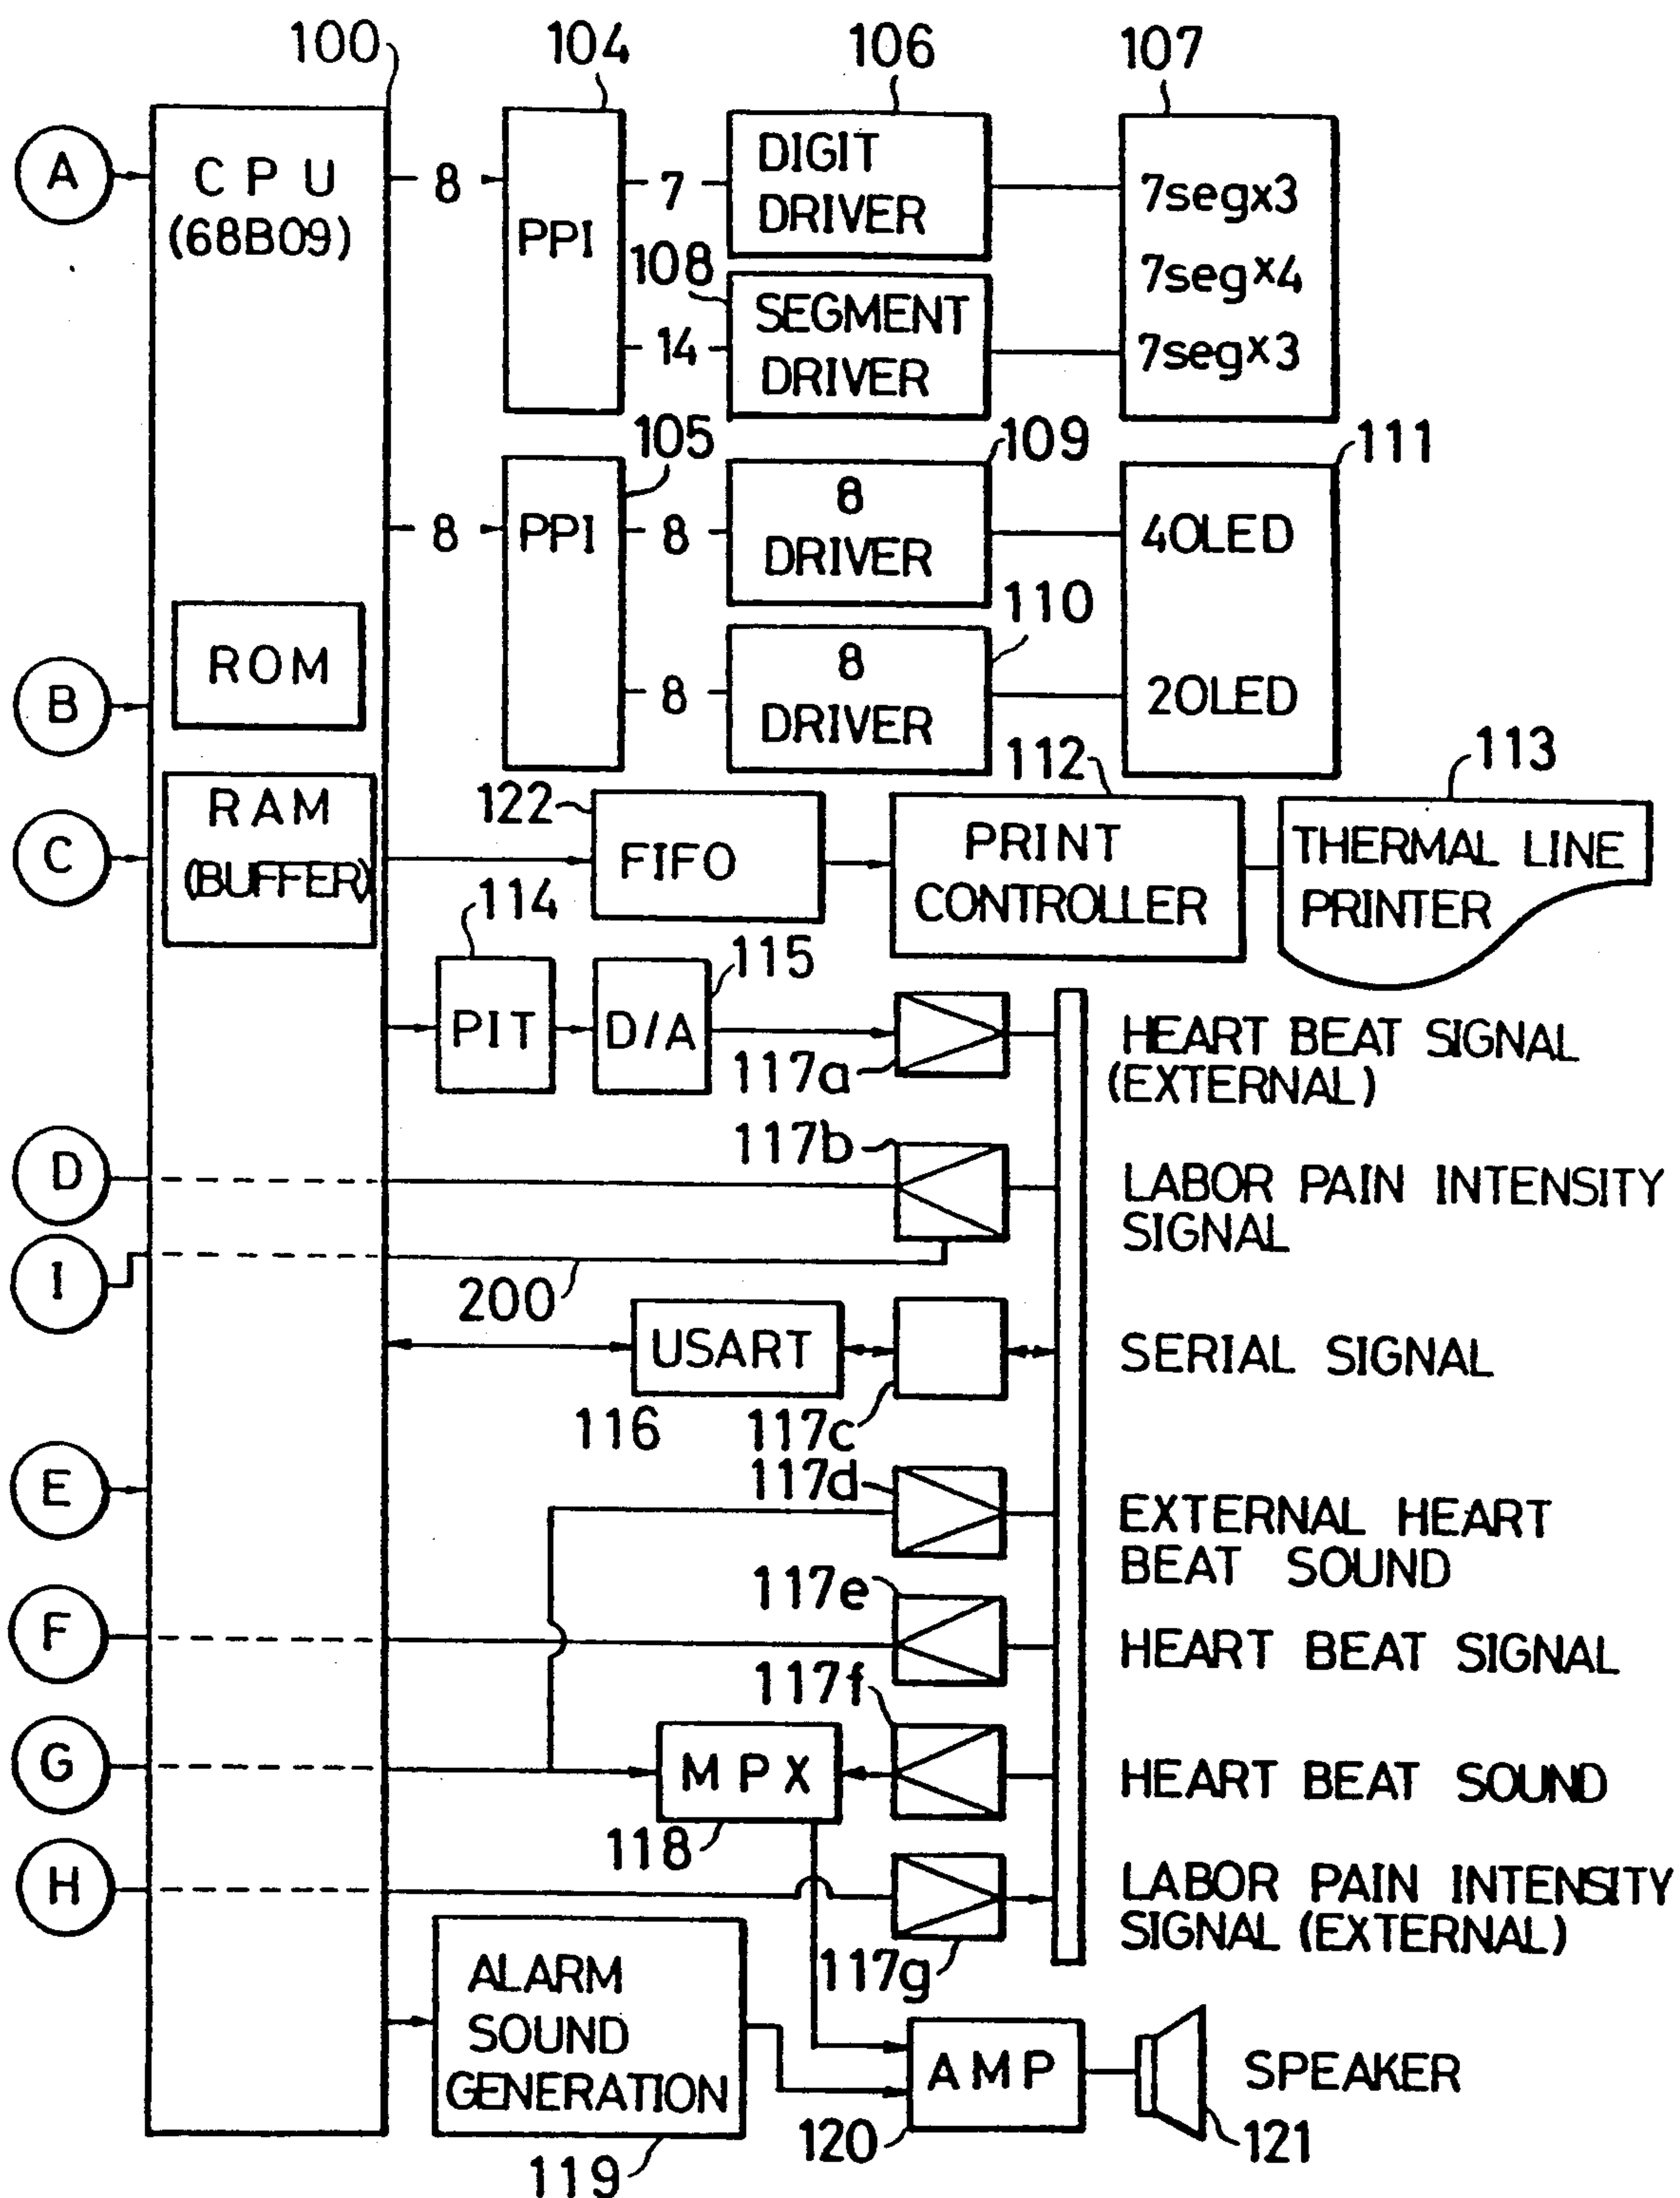 100
104
106
107
A
CPU
(68B09)
8
PPI
7
DIGIT
DRIVER
7segx3
7segx4
7segx3
108
14
SEGMENT
DRIVER
105
109
111
8
PPI
8
8
DRIVER
40LED
110
ROM
B
8
8
DRIVER
20LED
112
113
C
RAM
(BUFFER)
122
FIFO
PRINT
CONTROLLER
THERMAL LINE
PRINTER
114
115
PIT
D/A
117a
HEART BEAT SIGNAL
(EXTERNAL)
117b
D
LABOR PAIN INTENSITY
SIGNAL
I
200
USART
SERIAL SIGNAL
116
117c
117d
E
EXTERNAL HEART
BEAT SOUND
117e
F
HEART BEAT SIGNAL
117f
G
MPX
HEART BEAT SOUND
118
H
LABOR PAIN INTENSITY
SIGNAL (EXTERNAL)
117g
ALARM
SOUND
GENERATION
AMP
SPEAKER
120
121
119